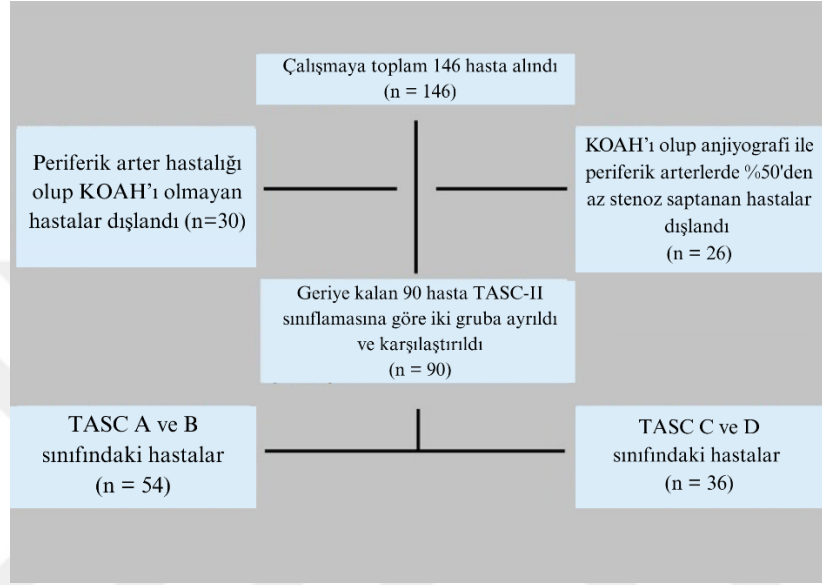 Çalışmaya toplam 146 hasta alındı
(n = 146)
Periferik arter hastalığı
olup KOAH’ı olmayan
hastalar dışlandı (n=30)
KOAH’ı olup anjiyografi ile
periferik arterlerde %50'den
az stenoz saptanan hastalar
dışlandı
(n = 26)
Geriye kalan 90 hasta TASC-II
sınıflamasına göre iki gruba ayrıldı
ve karşılaştırıldı
(n = 90)
TASC A ve B
sınıfındaki hastalar
(n = 54)
TASC C ve D
sınıfındaki hastalar
(n = 36)